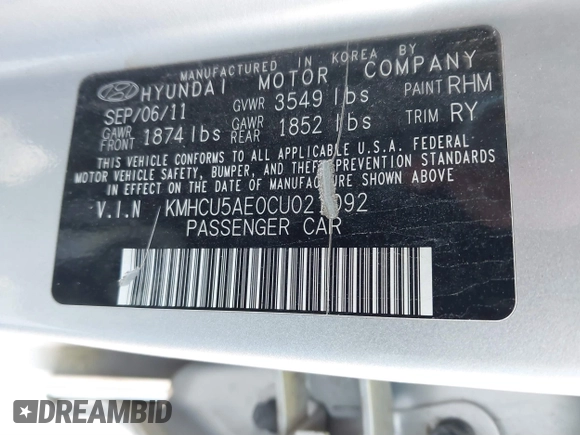 MANUFACTURED IN KOREA BY
HYUNDAI MOTOR COMPANY
SEP/06/11 GVWR 3549 lbs PAINT RHM
GAWR FRONT 1874 lbs GAWR REAR 1852 lbs TRIM RY
THIS VEHICLE CONFORMS TO ALL APPLICABLE U.S.A. FEDERAL-
MOTOR VEHICLE SAFETY, BUMPER, AND THEFT PREVENTION STANDARDS
IN EFFECT ON THE DATE OF MANUFACTURE SHOWN ABOVE
V.I.N
PASSENGER CAR
DREAMBID